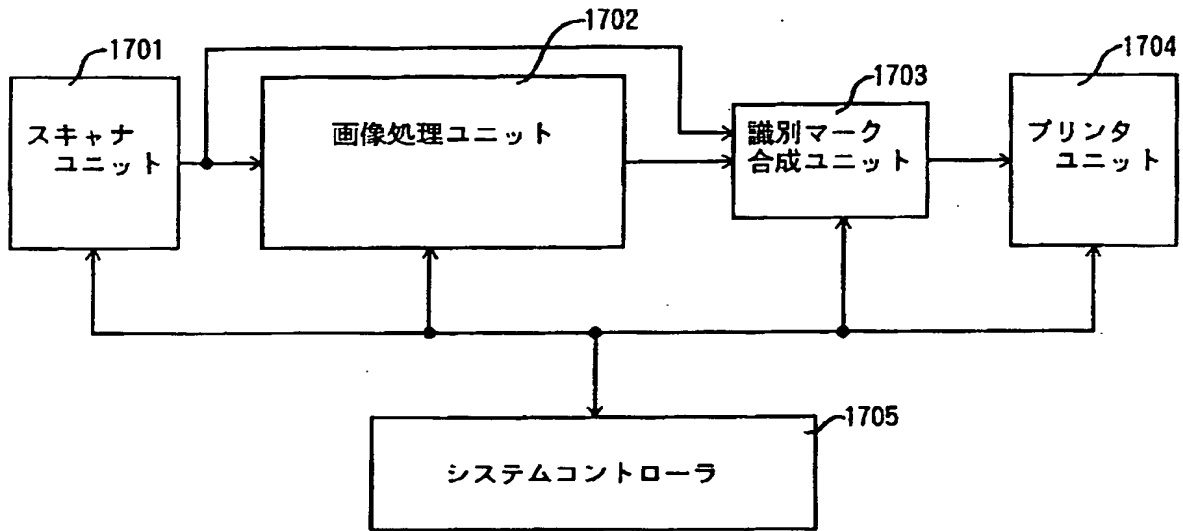 1701
スキャナ
ユニット
1702
画像処理ユニット
1703
識別マーク
合成ユニット
1704
プリンタ
ユニット
1705
システムコントローラ